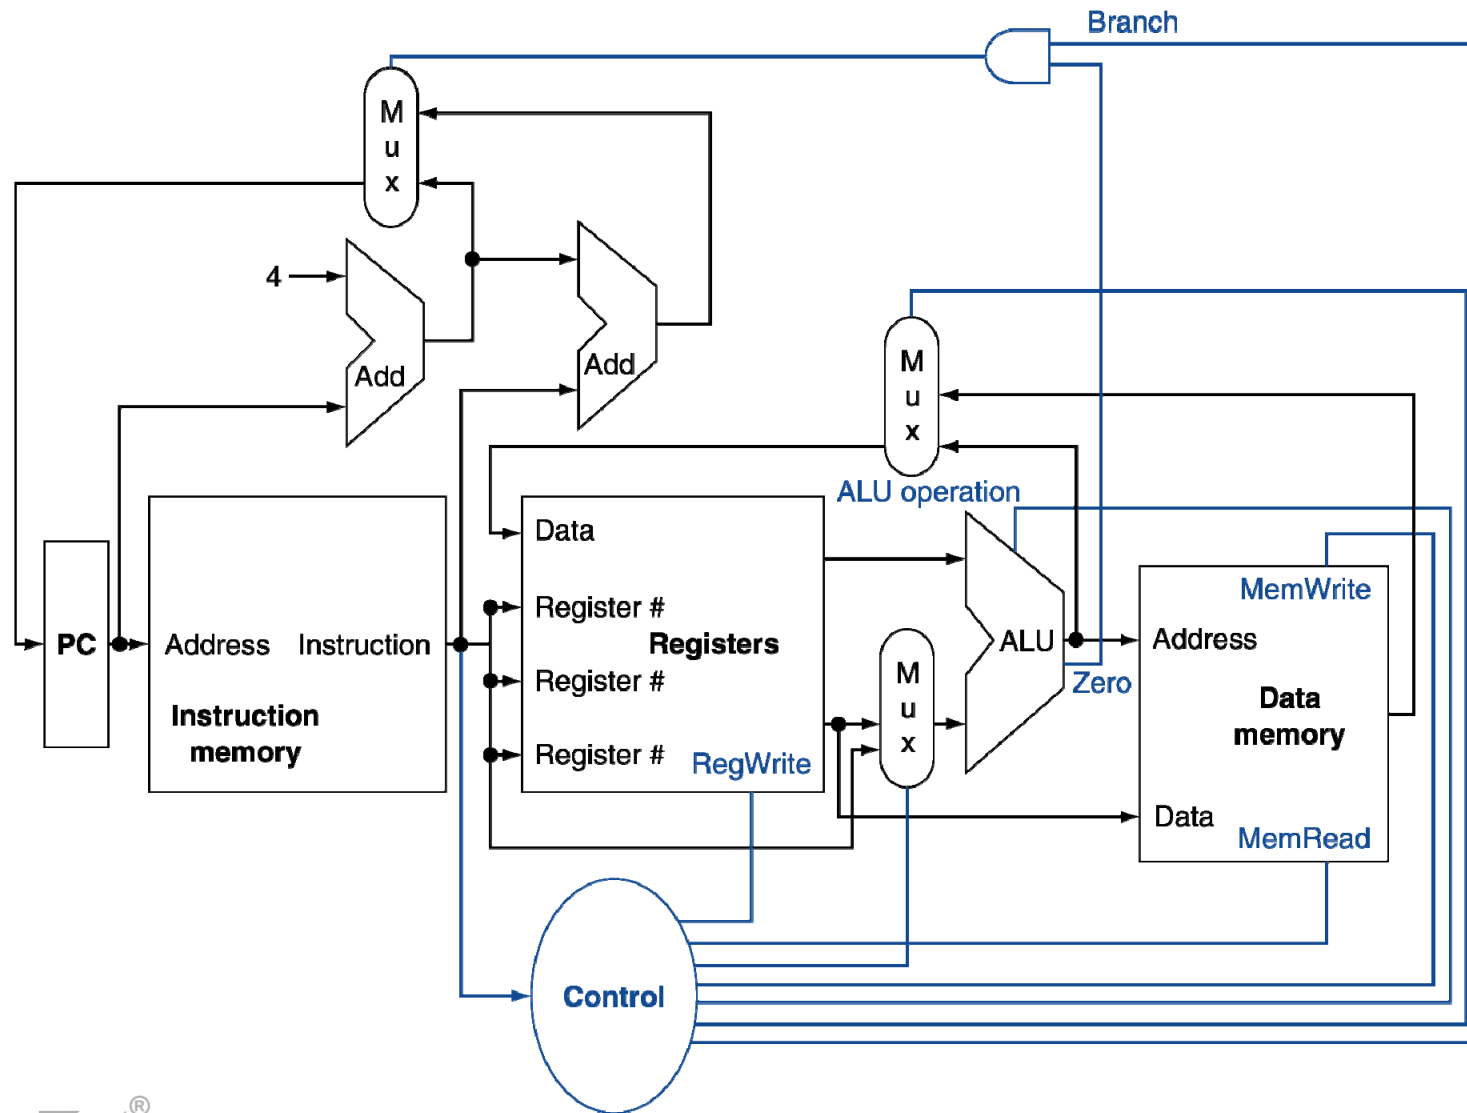 Branch
M
u
x
4
Add
Add
M
u
x
ALU operation
Data
Register #
Registers
Register #
Register #
RegWrite
PC
Address
Instruction
Instruction
memory
M
u
x
ALU
Zero
MemWrite
Address
Data
memory
Data
MemRead
Control
®